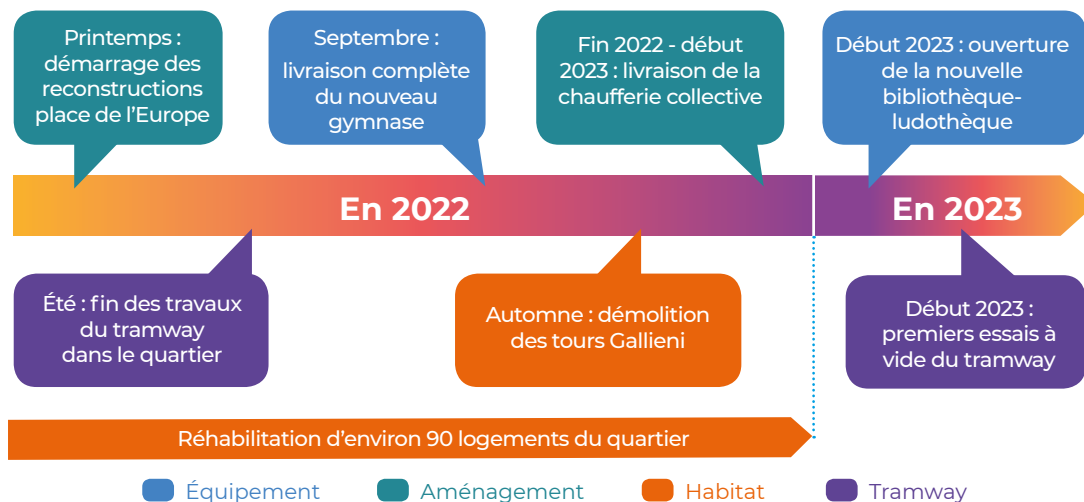 Printemps :
démarrage des
reconstructions
place de l’Europe
Septembre :
livraison complète
du nouveau
gymnase
Fin 2022 - début
2023 : livraison de la
chaufferie collective
Début 2023 : ouverture
de la nouvelle
bibliothèque-
ludothèque
En 2022
En 2023
Été : fin des travaux
du tramway
dans le quartier
Automne : démolition
des tours Gallieni
Début 2023 :
premiers essais à
vide du tramway
Réhabilitation d’environ 90 logements du quartier
Équipement
Aménagement
Habitat
Tramway